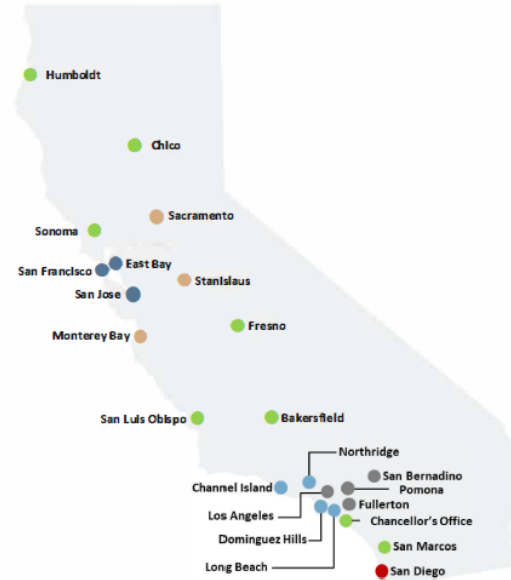 Humboldt
Chico
Sacramento
Sonoma
East Bay
San Francisco
Stanislaus
San Jose
Fresno
Monterey Bay
San Luis Obispo
Bakersfield
Northridge
San Bernadino
Channel Island
Pomona
Fullerton
Los Angeles
Chancellor's Office
Dominguez Hills
San Marcos
Long Beach
San Diego